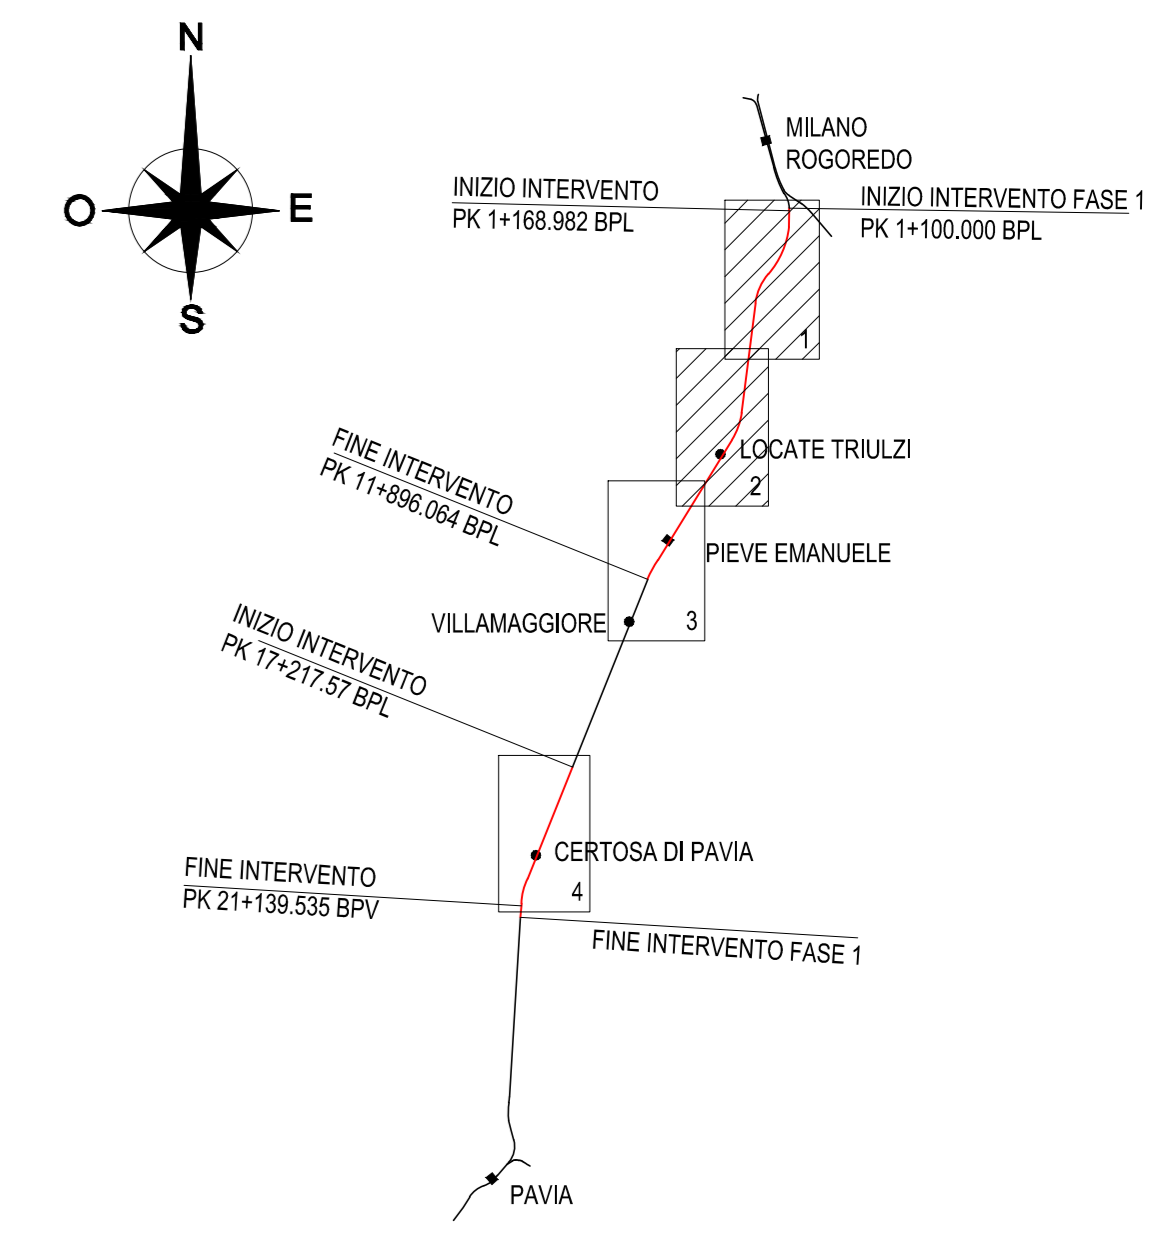 N
O
E
S
MILANO
ROGOREDO
INIZIO INTERVENTO
PK 1+168.982 BPL
INIZIO INTERVENTO FASE 1
PK 1+100.000 BPL
1
LOCATE TRIULZI
2
FINE INTERVENTO
PK 11+896.064 BPL
PIEVE EMANUELE
VILLAMAGGIORE
3
INIZIO INTERVENTO
PK 17+217.57 BPL
CERTOSA DI PAVIA
4
FINE INTERVENTO
PK 21+139.535 BPV
FINE INTERVENTO FASE 1
PAVIA